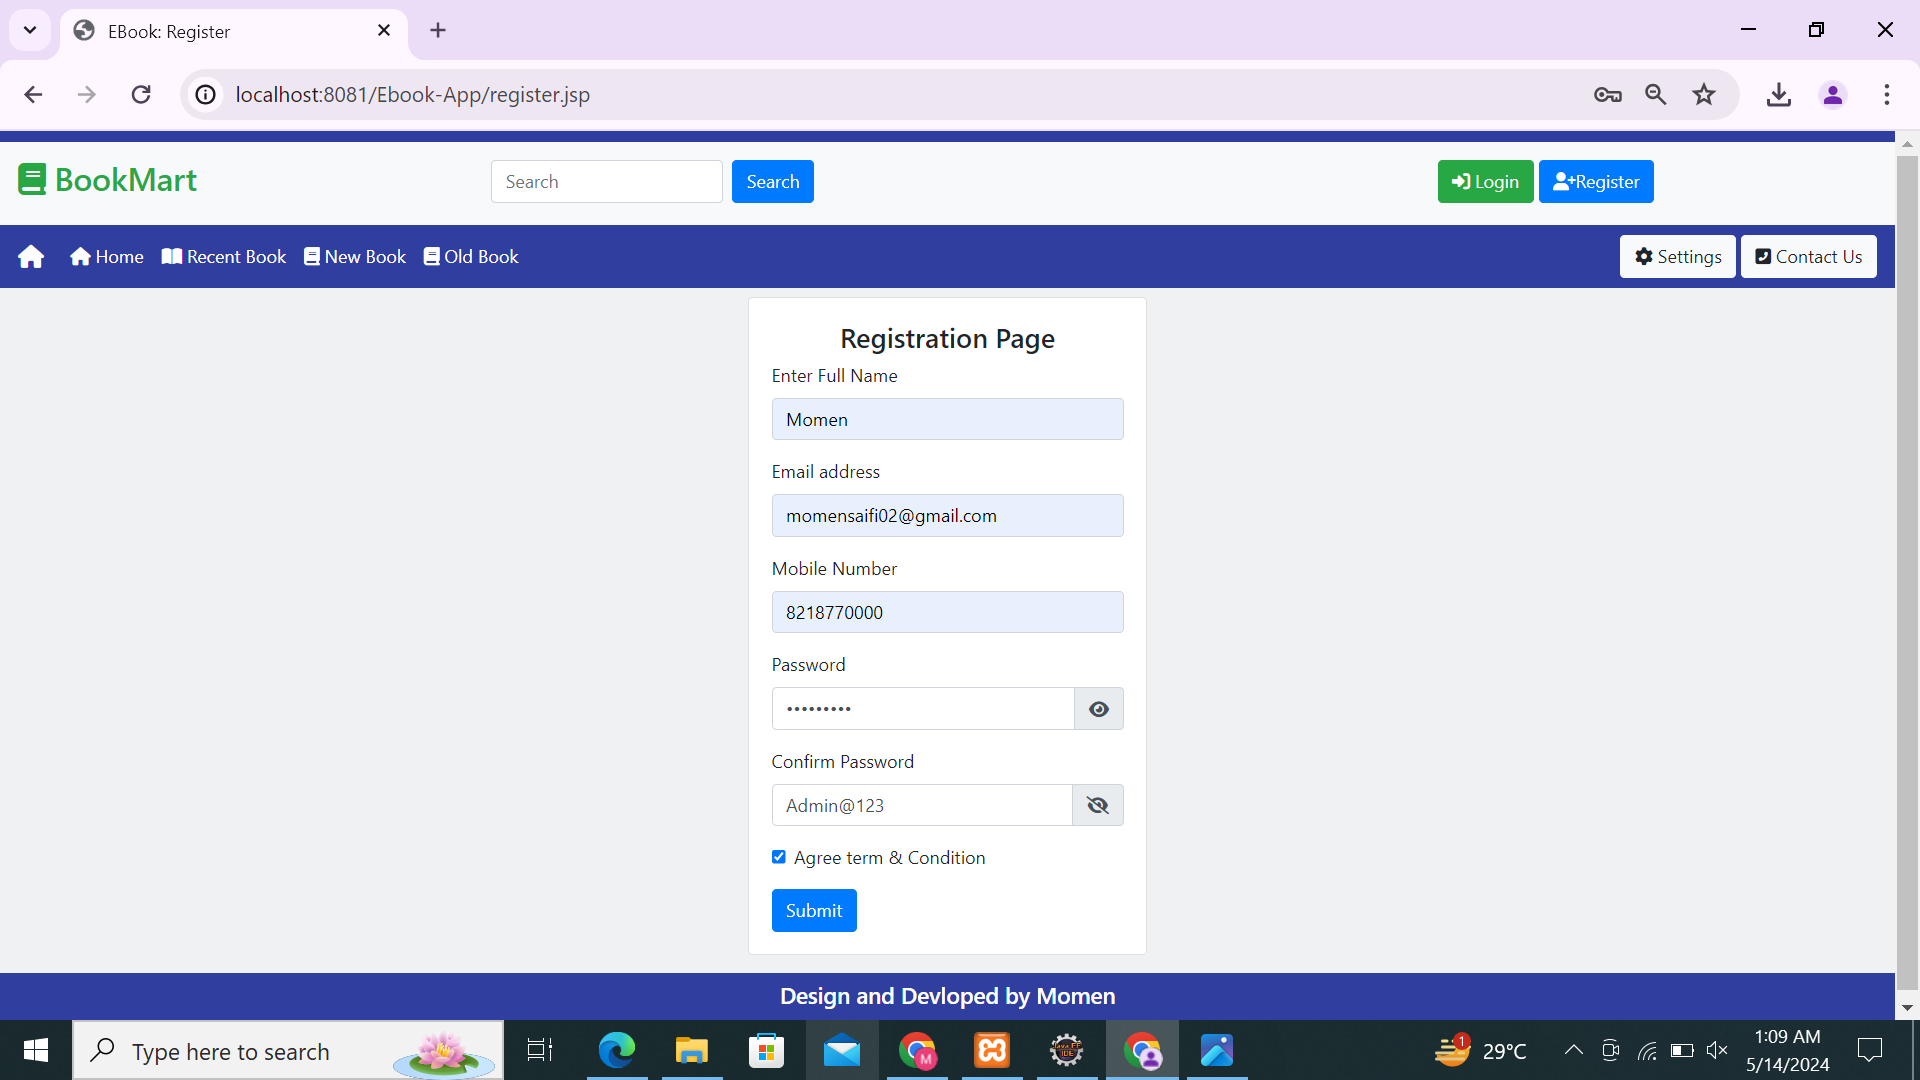 EBook: Register
localhost:8081/Ebook-App/register.jsp
BookMart
Search
Search
Login
Register
Home
Recent Book
New Book
Old Book
Settings
Contact Us
Registration Page
Enter Full Name
Momen
Email address
momensaifi02@gmail.com
Mobile Number
8218770000
Password
•••••••••
Confirm Password
Admin@123
Agree term & Condition
Submit
Design and Devloped by Momen
Type here to search
M
Java EE
IDE
1
29°C
1:09 AM
5/14/2024